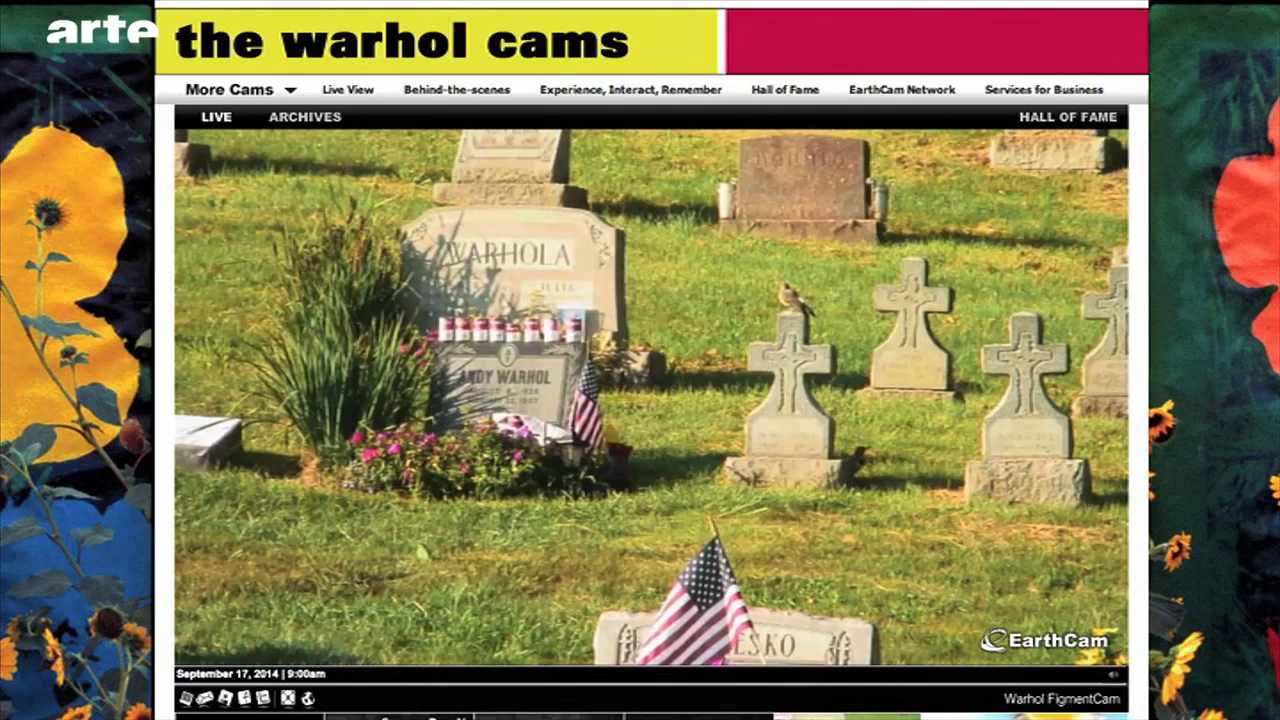 arte
the warhol cams
More Cams
Live View
Behind-the-scenes
Experience, Interact, Remember
Hall of Fame
EarthCam Network
Services for Business
LIVE
ARCHIVES
HALL OF FAME
WARHOLA
ANDY WARHOL
ESKO
EarthCam
September 17, 2014 | 9:00am
Warhol FigmentCam